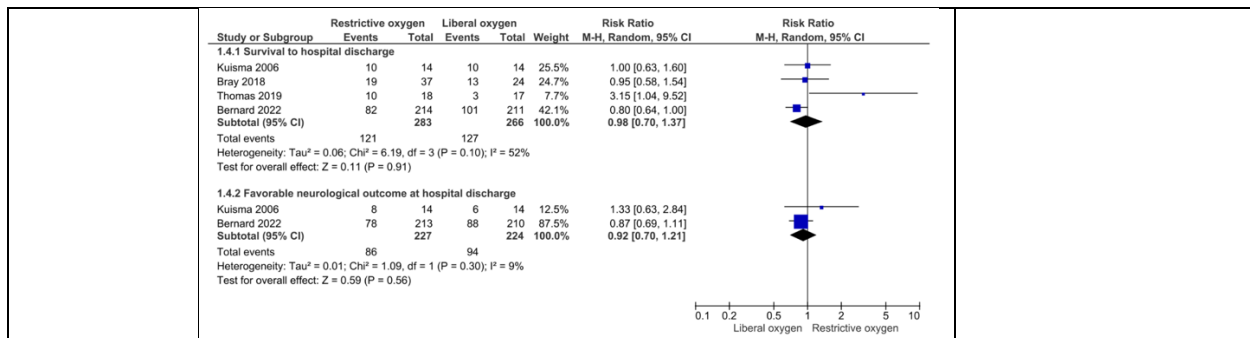 Restrictive oxygen Liberal oxygen Risk Ratio Risk Ratio
Study or Subgroup Events Total Events Total Weight M-H, Random, 95% CI M-H, Random, 95% CI
1.4.1 Survival to hospital discharge
Kuisma 2006 10 14 10 14 25.5% 1.00 [0.63, 1.60]
Bray 2018 19 37 13 24 24.7% 0.95 [0.58, 1.54]
Thomas 2019 10 18 3 17 7.7% 3.15 [1.04, 9.52]
Bernard 2022 82 214 101 211 42.1% 0.80 [0.64, 1.00]
Subtotal (95% CI) 283 266 100.0% 0.98 [0.70, 1.37]
Total events 121 127
Heterogeneity: Tau² = 0.06; Chi² = 6.19, df = 3 (P = 0.10); I² = 52%
Test for overall effect: Z = 0.11 (P = 0.91)
1.4.2 Favorable neurological outcome at hospital discharge
Kuisma 2006 8 14 6 14 12.5% 1.33 [0.63, 2.84]
Bernard 2022 78 213 88 210 87.5% 0.87 [0.69, 1.11]
Subtotal (95% CI) 227 224 100.0% 0.92 [0.70, 1.21]
Total events 86 94
Heterogeneity: Tau² = 0.01; Chi² = 1.09, df = 1 (P = 0.30); I² = 9%
Test for overall effect: Z = 0.59 (P = 0.56)
0.1 0.2 0.5 1 2 5 10
Liberal oxygen Restrictive oxygen